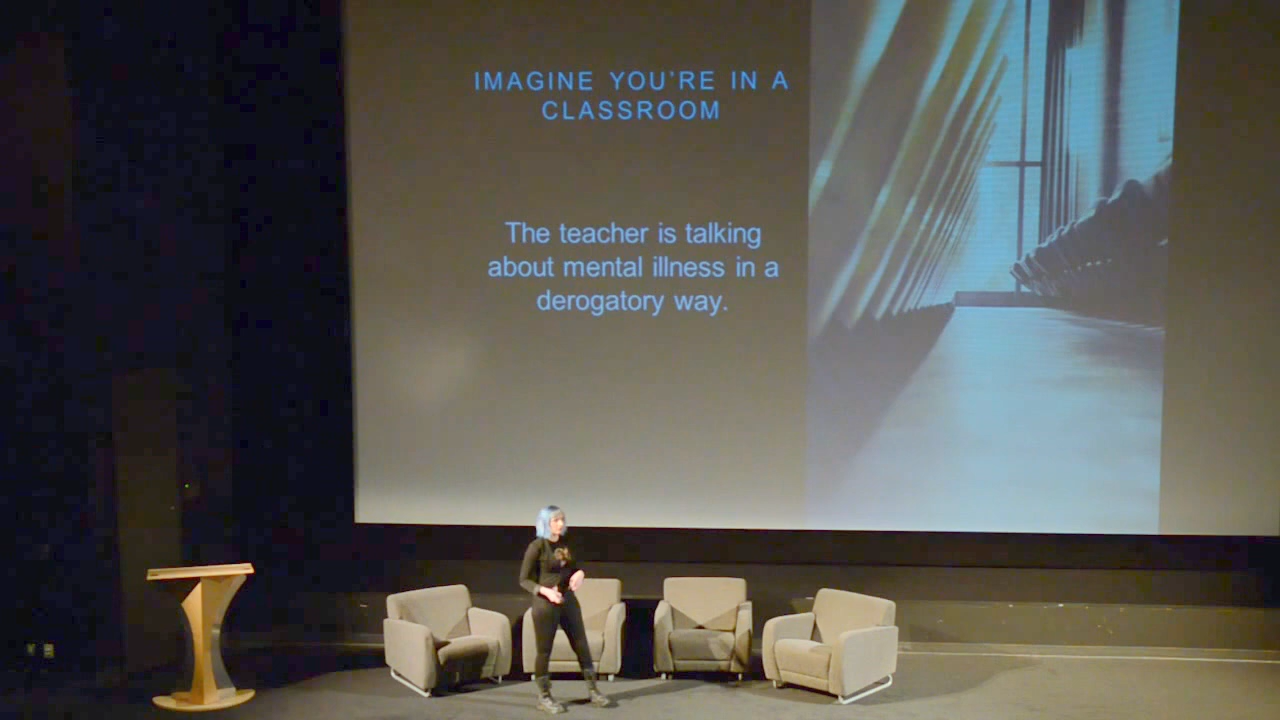 IMAGINE YOU'RE IN A
CLASSROOM
The teacher is talking
about mental illness in a
derogatory way.